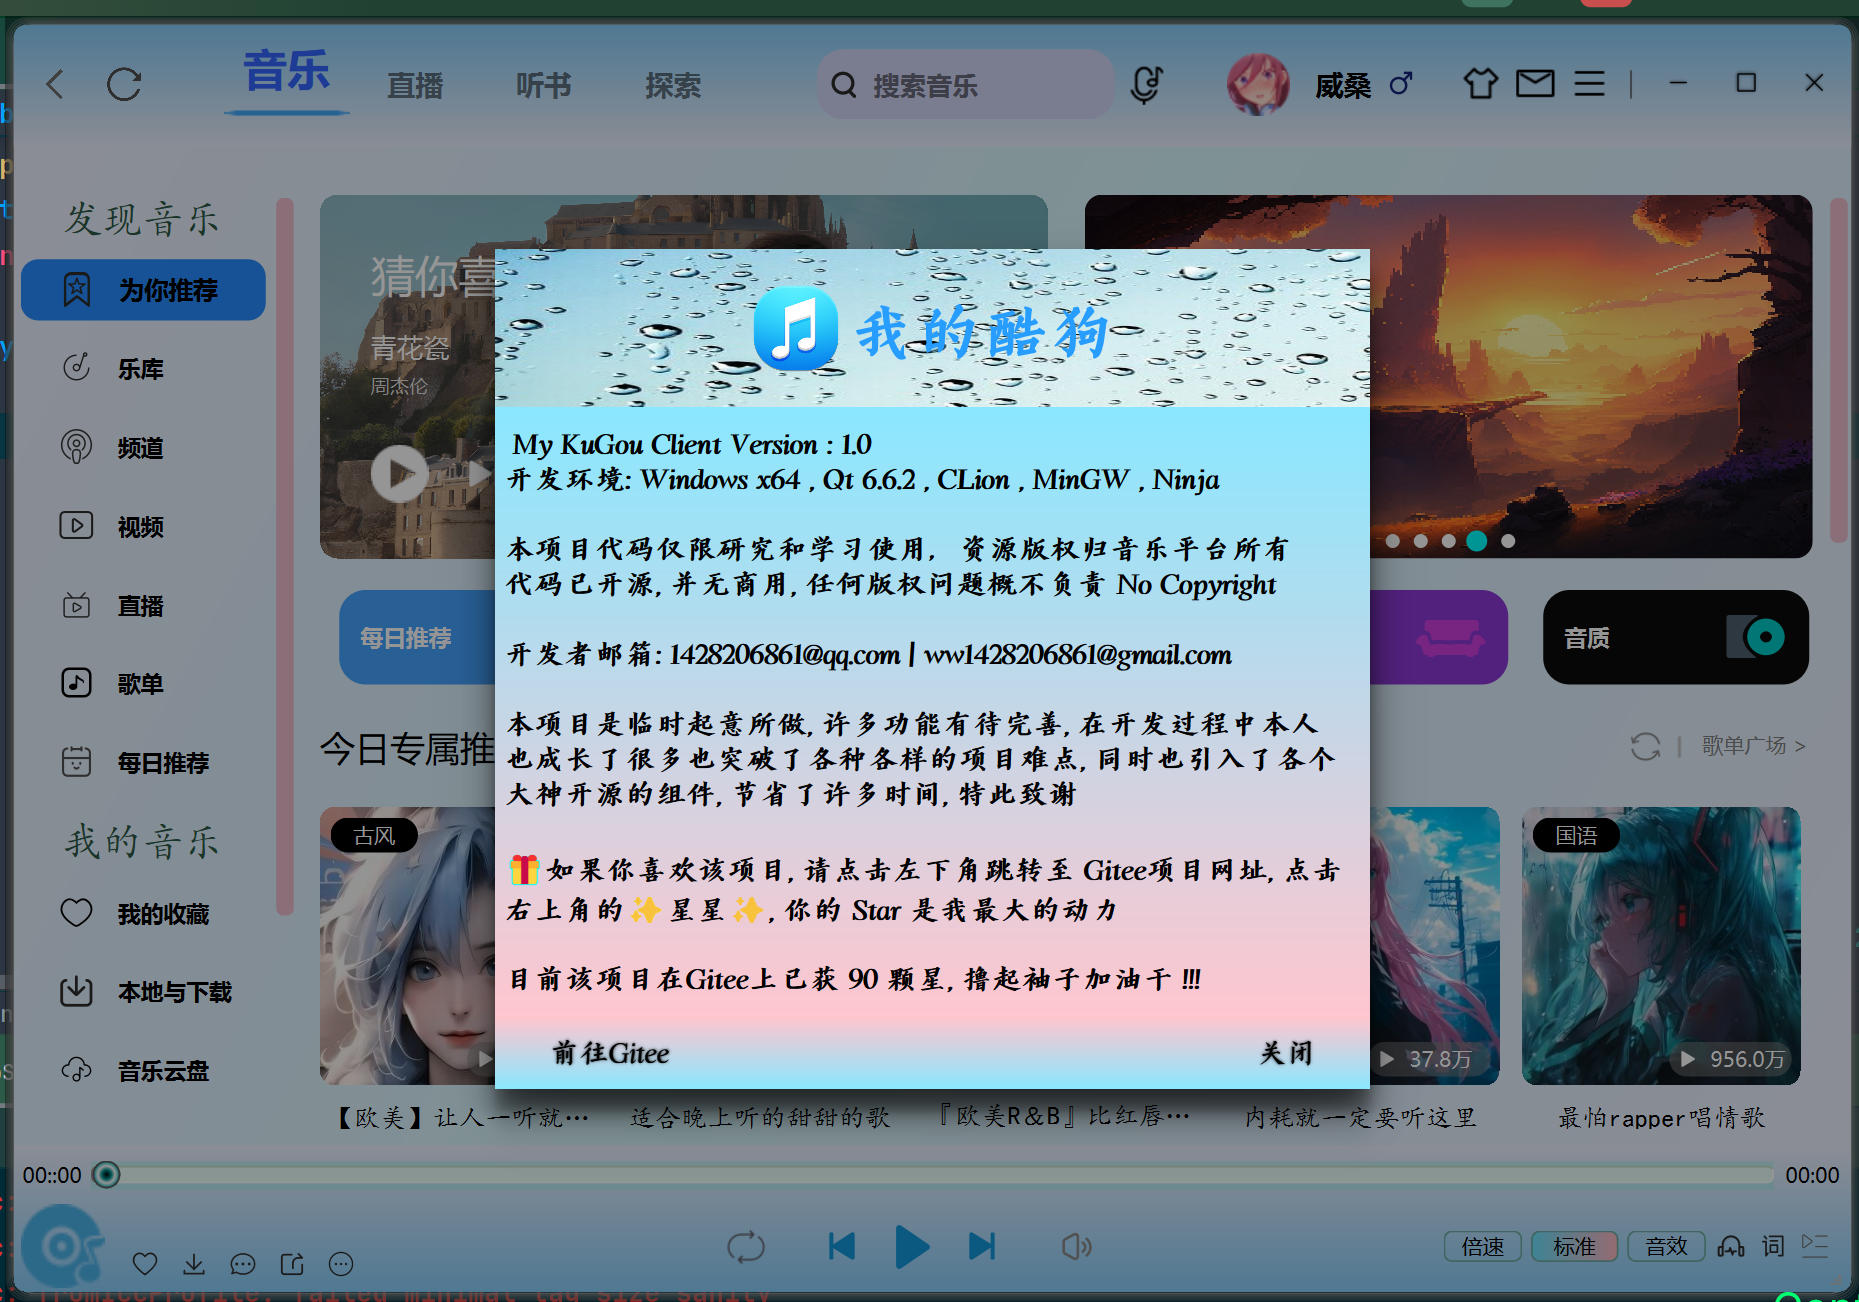 音乐
直播
听书
探索
搜索音乐
威桑
发现音乐
为你推荐
乐库
频道
视频
直播
歌单
每日推荐
我的音乐
我的收藏
本地与下载
音乐云盘
猜你喜
青花瓷
周杰伦
我的酷狗
My KuGou Client Version : 1.0
开发环境: Windows x64 , Qt 6.6.2 , CLion , MinGW , Ninja
本项目代码仅限研究和学习使用, 资源版权归音乐平台所有
代码已开源, 并无商用, 任何版权问题概不负责 No Copyright
开发者邮箱: 1428206861@qq.com | ww1428206861@gmail.com
本项目是临时起意所做, 许多功能有待完善, 在开发过程中本人
也成长了很多也突破了各种各样的项目难点, 同时也引入了各个
大神开源的组件, 节省了许多时间, 特此致谢
🎁如果你喜欢该项目, 请点击左下角跳转至 Gitee项目网址, 点击
右上角的✨星星✨, 你的 Star 是我最大的动力
目前该项目在Gitee上已获 90 颗星, 撸起袖子加油干 !!!
前往Gitee
关闭
每日推荐
音质
今日专属推
歌单广场 >
古风
国语
37.8万
956.0万
【欧美】让人一听就…
适合晚上听的甜甜的歌
『欧美R&B』比红唇…
内耗就一定要听这里
最怕rapper唱情歌
00::00
00:00
倍速
标准
音效
词